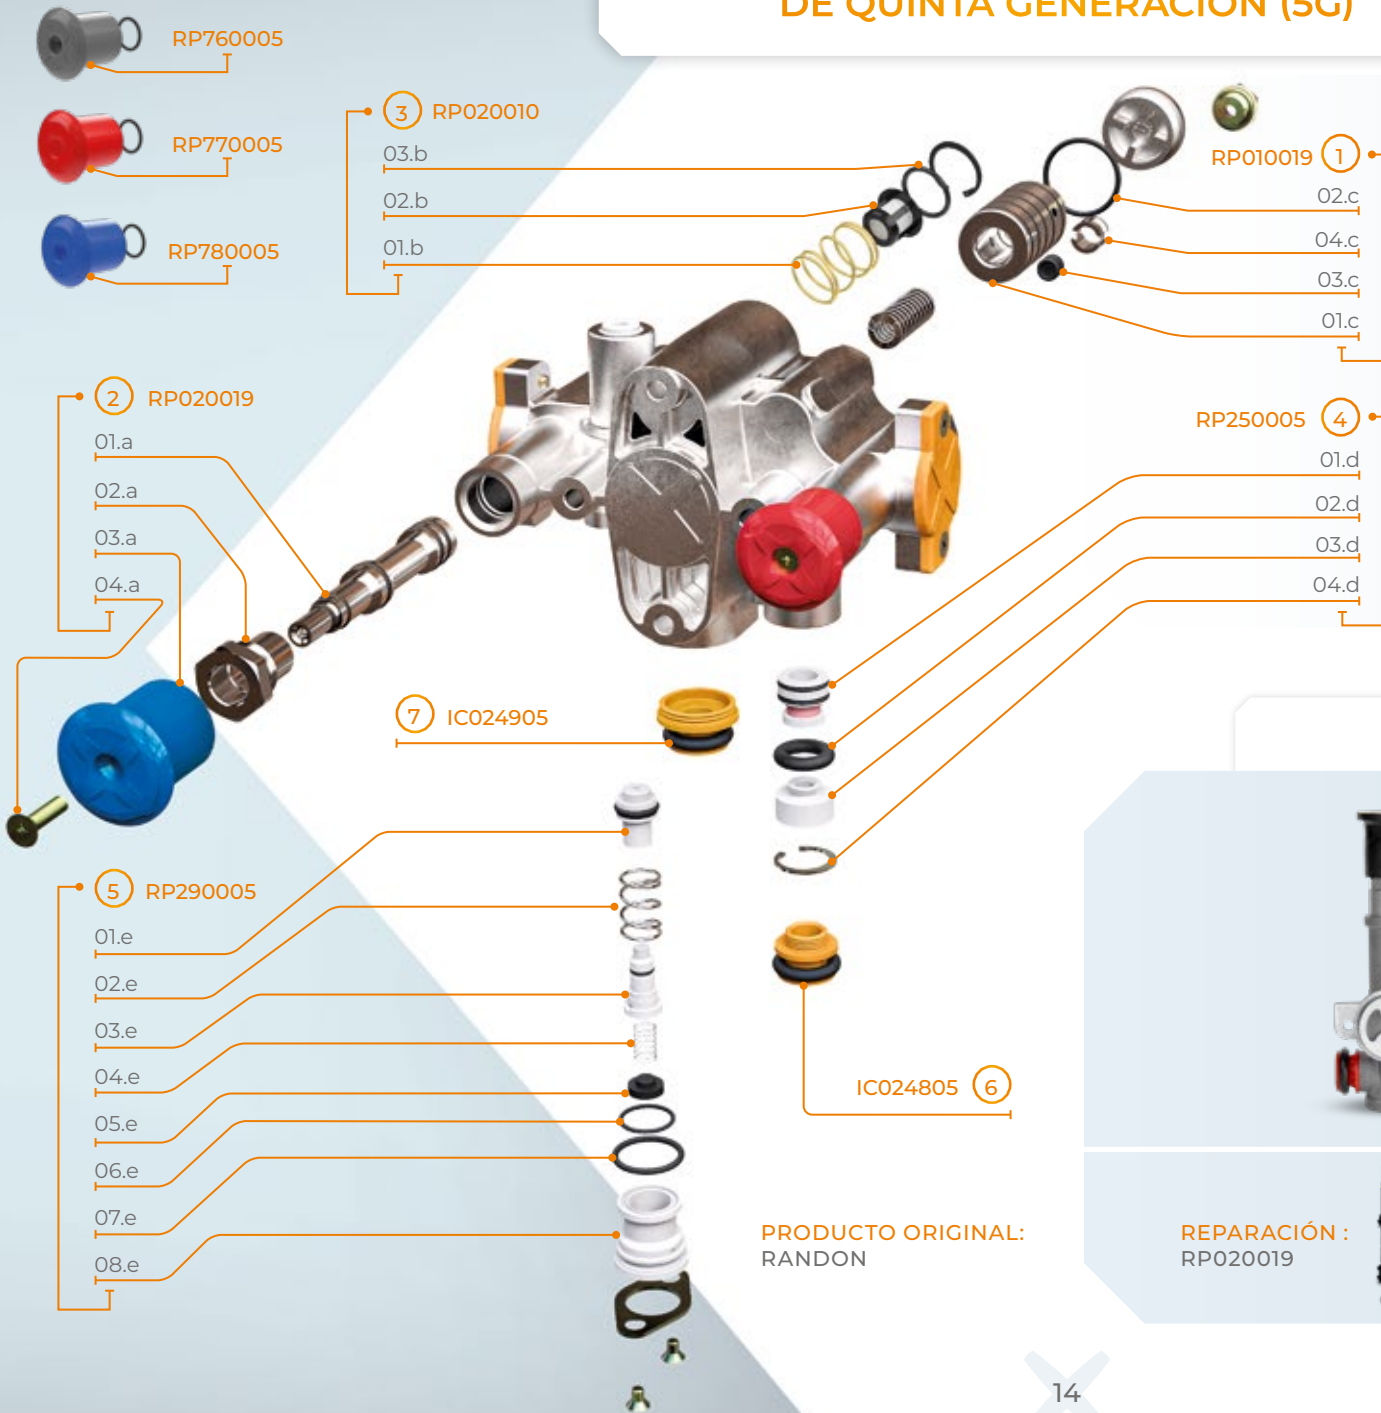 DE QUINTA GENERACIÓN (5G)
RP760005
RP770005
RP780005
3 RP020010
03.b
02.b
01.b
RP010019 1
02.c
04.c
03.c
01.c
2 RP020019
01.a
02.a
03.a
04.a
RP250005 4
01.d
02.d
03.d
04.d
7 IC024905
5 RP290005
01.e
02.e
03.e
04.e
05.e
06.e
07.e
08.e
IC024805 6
PRODUCTO ORIGINAL:
RANDON
REPARACIÓN :
RP020019
14